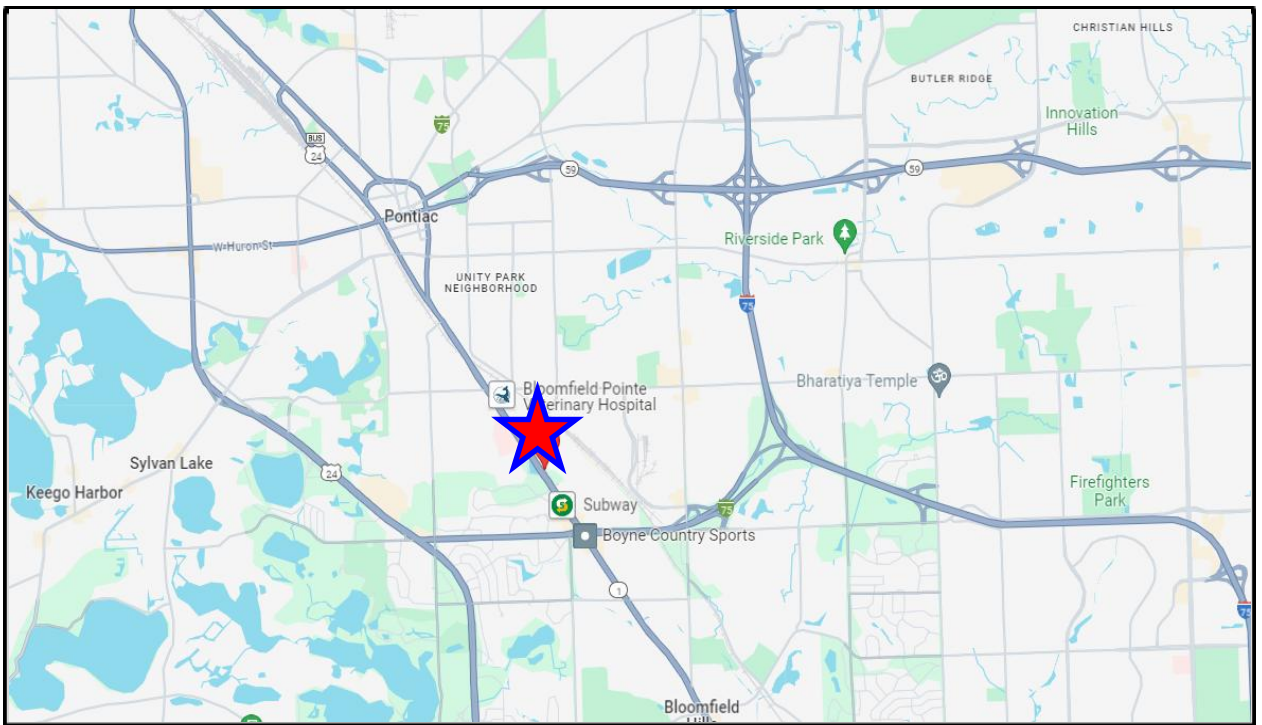 CHRISTIAN HILLS
BUTLER RIDGE
Innovation
Hills
75
BUS
24
59
59
Pontiac
Riverside Park
W Huron St
UNITY PARK
NEIGHBORHOOD
75
Bharatiya Temple
Bloomfield Pointe
Veterinary Hospital
Sylvan Lake
24
Keego Harbor
Firefighters
Park
Subway
75
Boyne Country Sports
1
75
Bloomfield
Hills